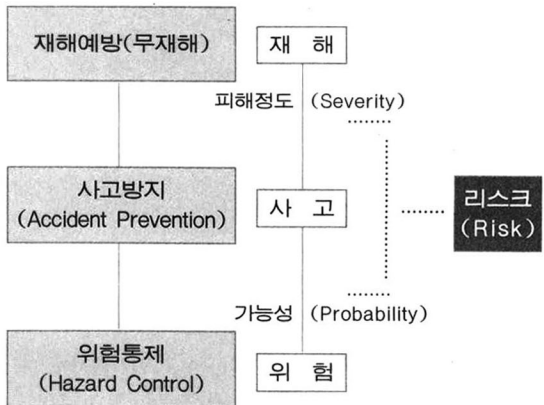 재해예방(무재해)
재 해
피해정도 (Severity)
사고방지
(Accident Prevention)
사 고
리스크
(Risk)
가능성 (Probability)
위험통제
(Hazard Control)
위 험